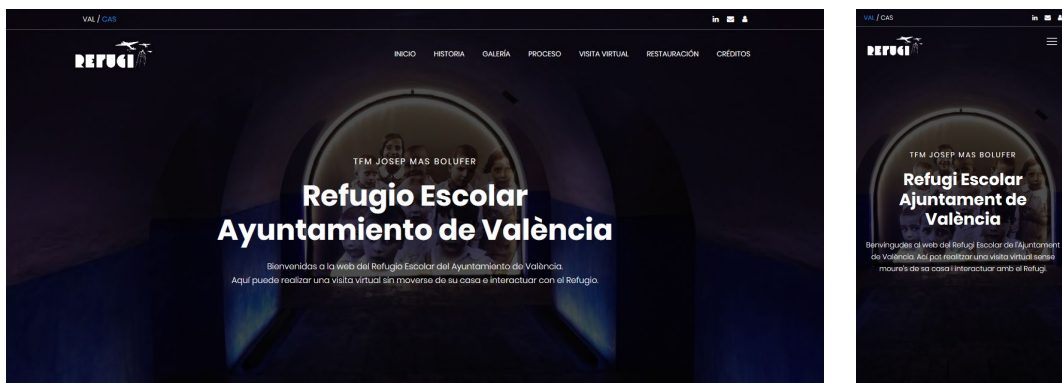 VAL / CAS
REFUGI
INICIO HISTORIA GALERÍA PROCESO VISITA VIRTUAL RESTAURACIÓN CRÉDITOS
TFM JOSEP MAS BOLUFER
Refugio Escolar
Ayuntamiento de València
Bienvenidas a la web del Refugio Escolar del Ayuntamiento de València.
Aquí puede realizar una visita virtual sin moverse de su casa e interactuar con el Refugio.
VAL / CAS
REFUGI
TFM JOSEP MAS BOLUFER
Refugi Escolar
Ajuntament de
València
Benvingudes al web del Refugi Escolar de l'Ajuntament
de València. Ací pot realitzar una visita virtual sense
moure's de sa casa i interactuar amb el Refugi.